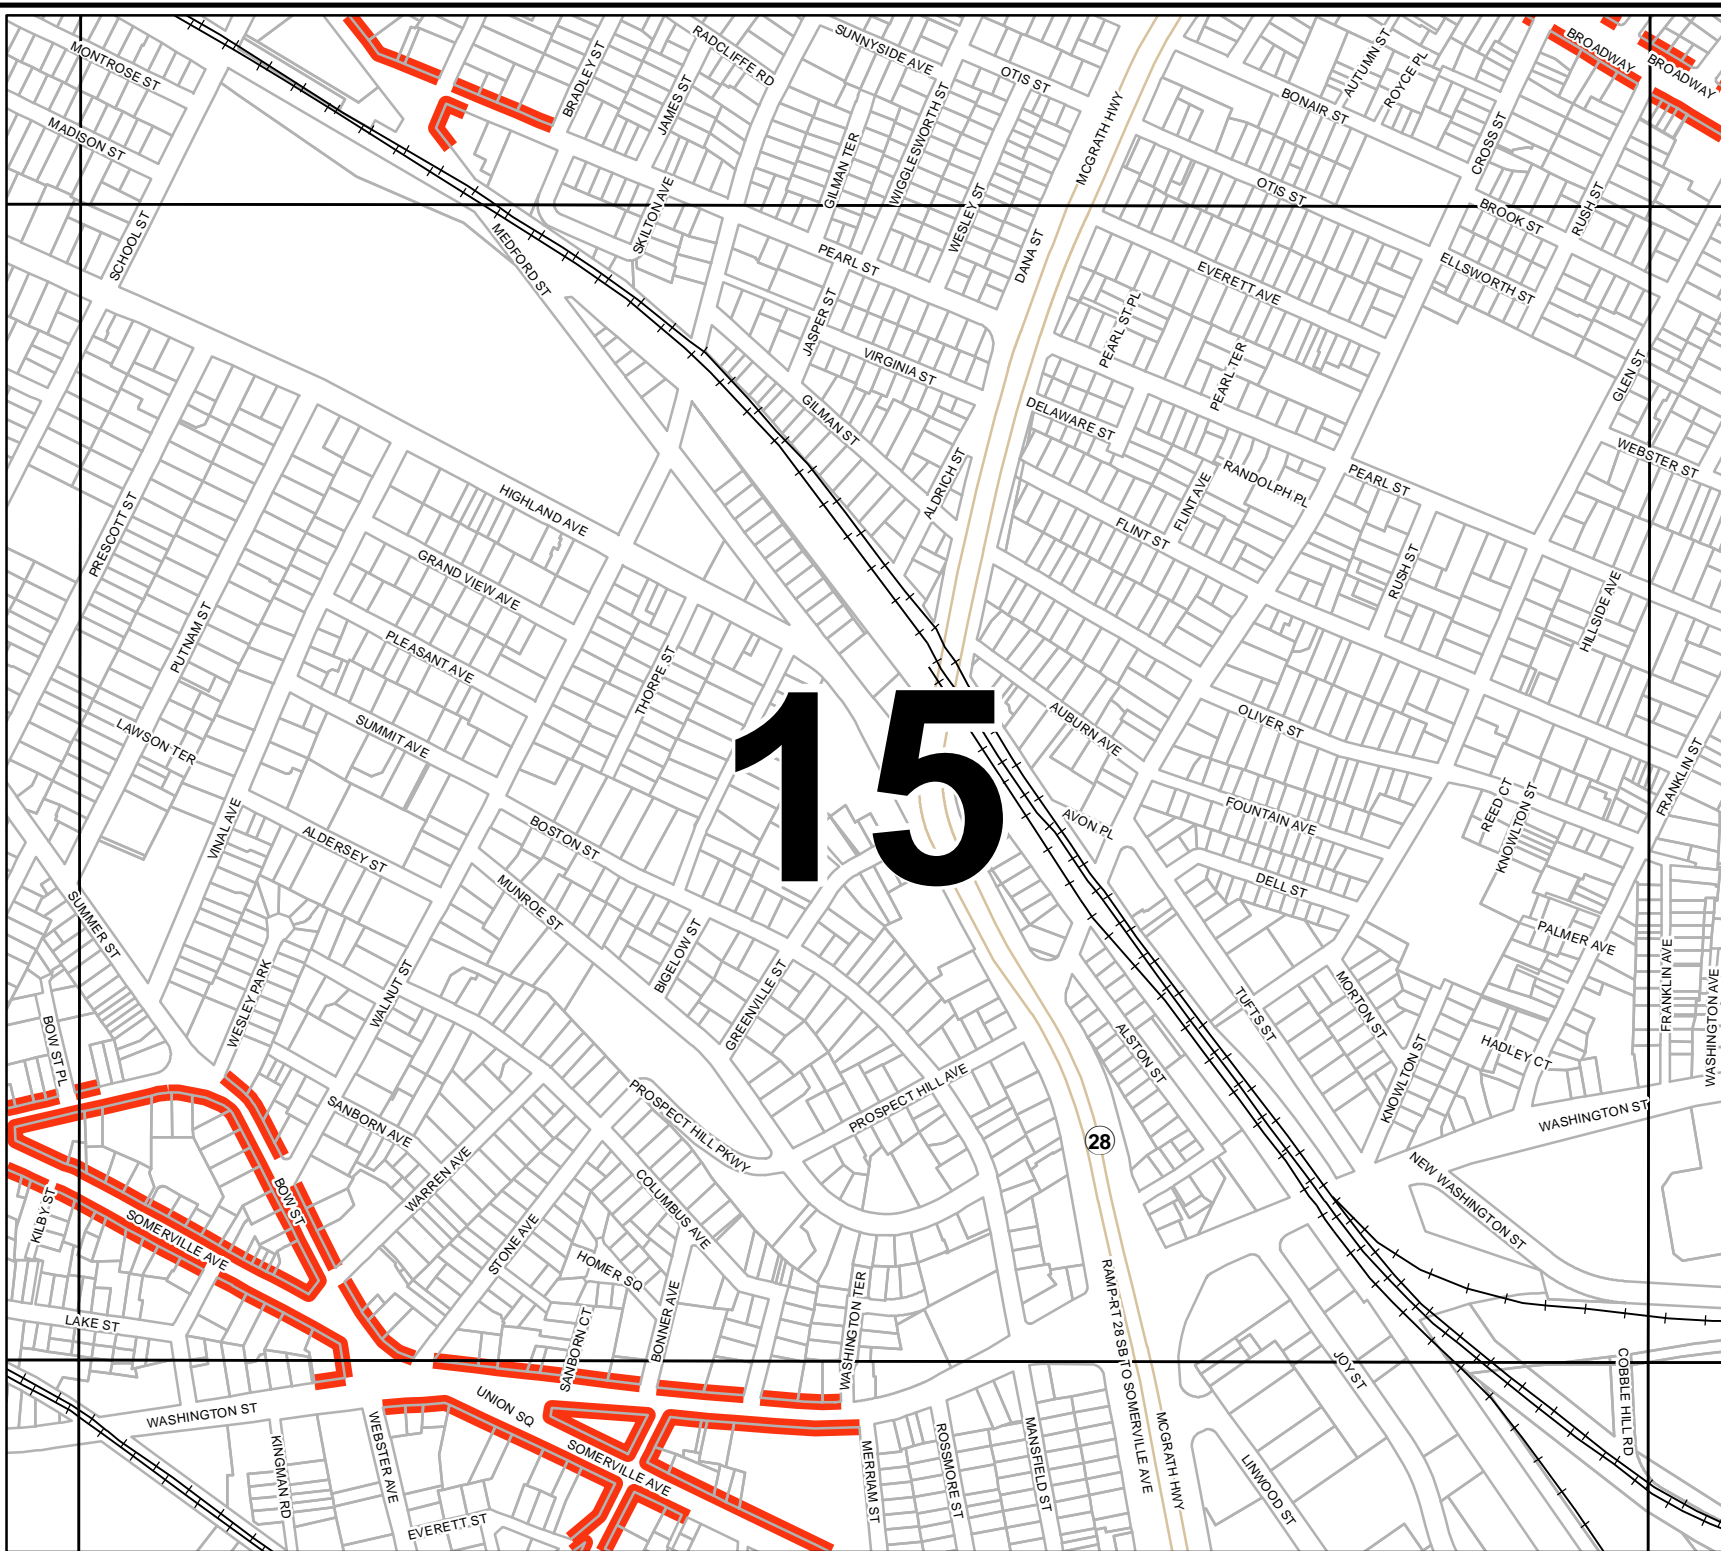 MONTROSE ST
MADISON ST
SCHOOL ST
BRADLEY ST
RADCLIFFE RD
JAMES ST
SKILTON AVE
MEDFORD ST
SUNNYSIDE AVE
OTIS ST
GILMAN TER
WIGGLESWORTH ST
WESLEY ST
MCGRATH HWY
DANA ST
AUTUMN ST
ROYCE PL
BONAIR ST
CROSS ST
BROADWAY
BROADWAY
OTIS ST
BROOK ST
RUSH ST
ELLSWORTH ST
EVERETT AVE
PEARL ST
JASPER ST
VIRGINIA ST
GILMAN ST
ALDRICH ST
PEARL ST PL
PEARL TER
DELAWARE ST
RANDOLPH PL
FLINT AVE
FLINT ST
PEARL ST
GLEN ST
WEBSTER ST
RUSH ST
HILLSIDE AVE
PRESCOTT ST
HIGHLAND AVE
GRAND VIEW AVE
PUTNAM ST
PLEASANT AVE
THORPE ST
SUMMIT AVE
LAWSON TER
VINAL AVE
ALDERSEY ST
BOSTON ST
MUNROE ST
15
AUBURN AVE
AVON PL
OLIVER ST
FOUNTAIN AVE
DELL ST
REED CT
KNOWLTON ST
FRANKLIN ST
PALMER AVE
FRANKLIN AVE
WASHINGTON AVE
SUMMER ST
WESLEY PARK
WALNUT ST
BIGELOW ST
GREENVILLE ST
BOW ST PL
SANBORN AVE
PROSPECT HILL PKWY
PROSPECT HILL AVE
ALSTON ST
TUFTS ST
MORTON ST
KNOWLTON ST
HADLEY CT
WASHINGTON ST
NEW WASHINGTON ST
28
KILBY ST
SOMERVILLE AVE
BOW ST
WARREN AVE
STONE AVE
COLUMBUS AVE
HOMER SQ
SANBORN CT
BONNER AVE
WASHINGTON TER
RAMP-RT 28 SB TO SOMERVILLE AVE
MCGRATH HWY
LAKE ST
WASHINGTON ST
KINGMAN RD
WEBSTER AVE
EVERETT ST
UNION SQ
SOMERVILLE AVE
MERRIAM ST
ROSSMORE ST
MANSFIELD ST
JOY ST
LINWOOD ST
COBBLE HILL RD